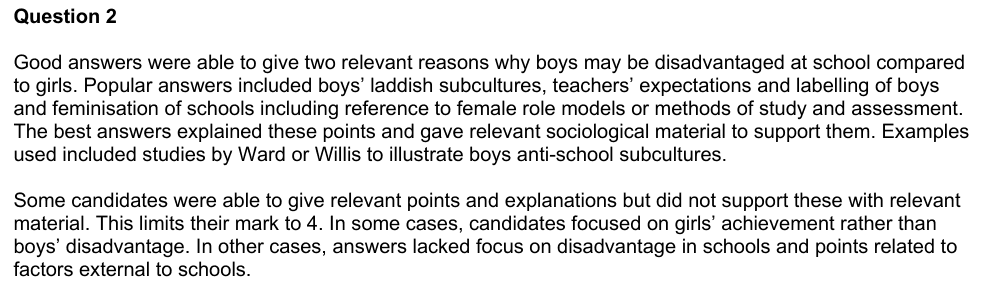 Question 2
Good answers were able to give two relevant reasons why boys may be disadvantaged at school compared
to girls. Popular answers included boys’ laddish subcultures, teachers’ expectations and labelling of boys
and feminisation of schools including reference to female role models or methods of study and assessment.
The best answers explained these points and gave relevant sociological material to support them. Examples
used included studies by Ward or Willis to illustrate boys anti-school subcultures.
Some candidates were able to give relevant points and explanations but did not support these with relevant
material. This limits their mark to 4. In some cases, candidates focused on girls’ achievement rather than
boys’ disadvantage. In other cases, answers lacked focus on disadvantage in schools and points related to
factors external to schools.